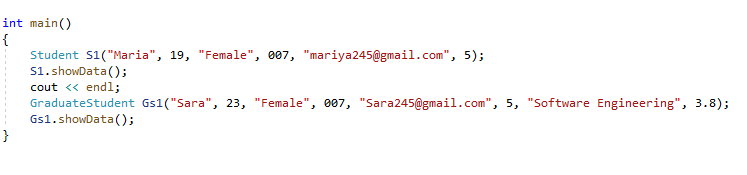 int main()
{
    Student S1("Maria", 19, "Female", 007, "mariya245@gmail.com", 5);
    S1.showData();
    cout << endl;
    GraduateStudent Gs1("Sara", 23, "Female", 007, "Sara245@gmail.com", 5, "Software Engineering", 3.8);
    Gs1.showData();
}